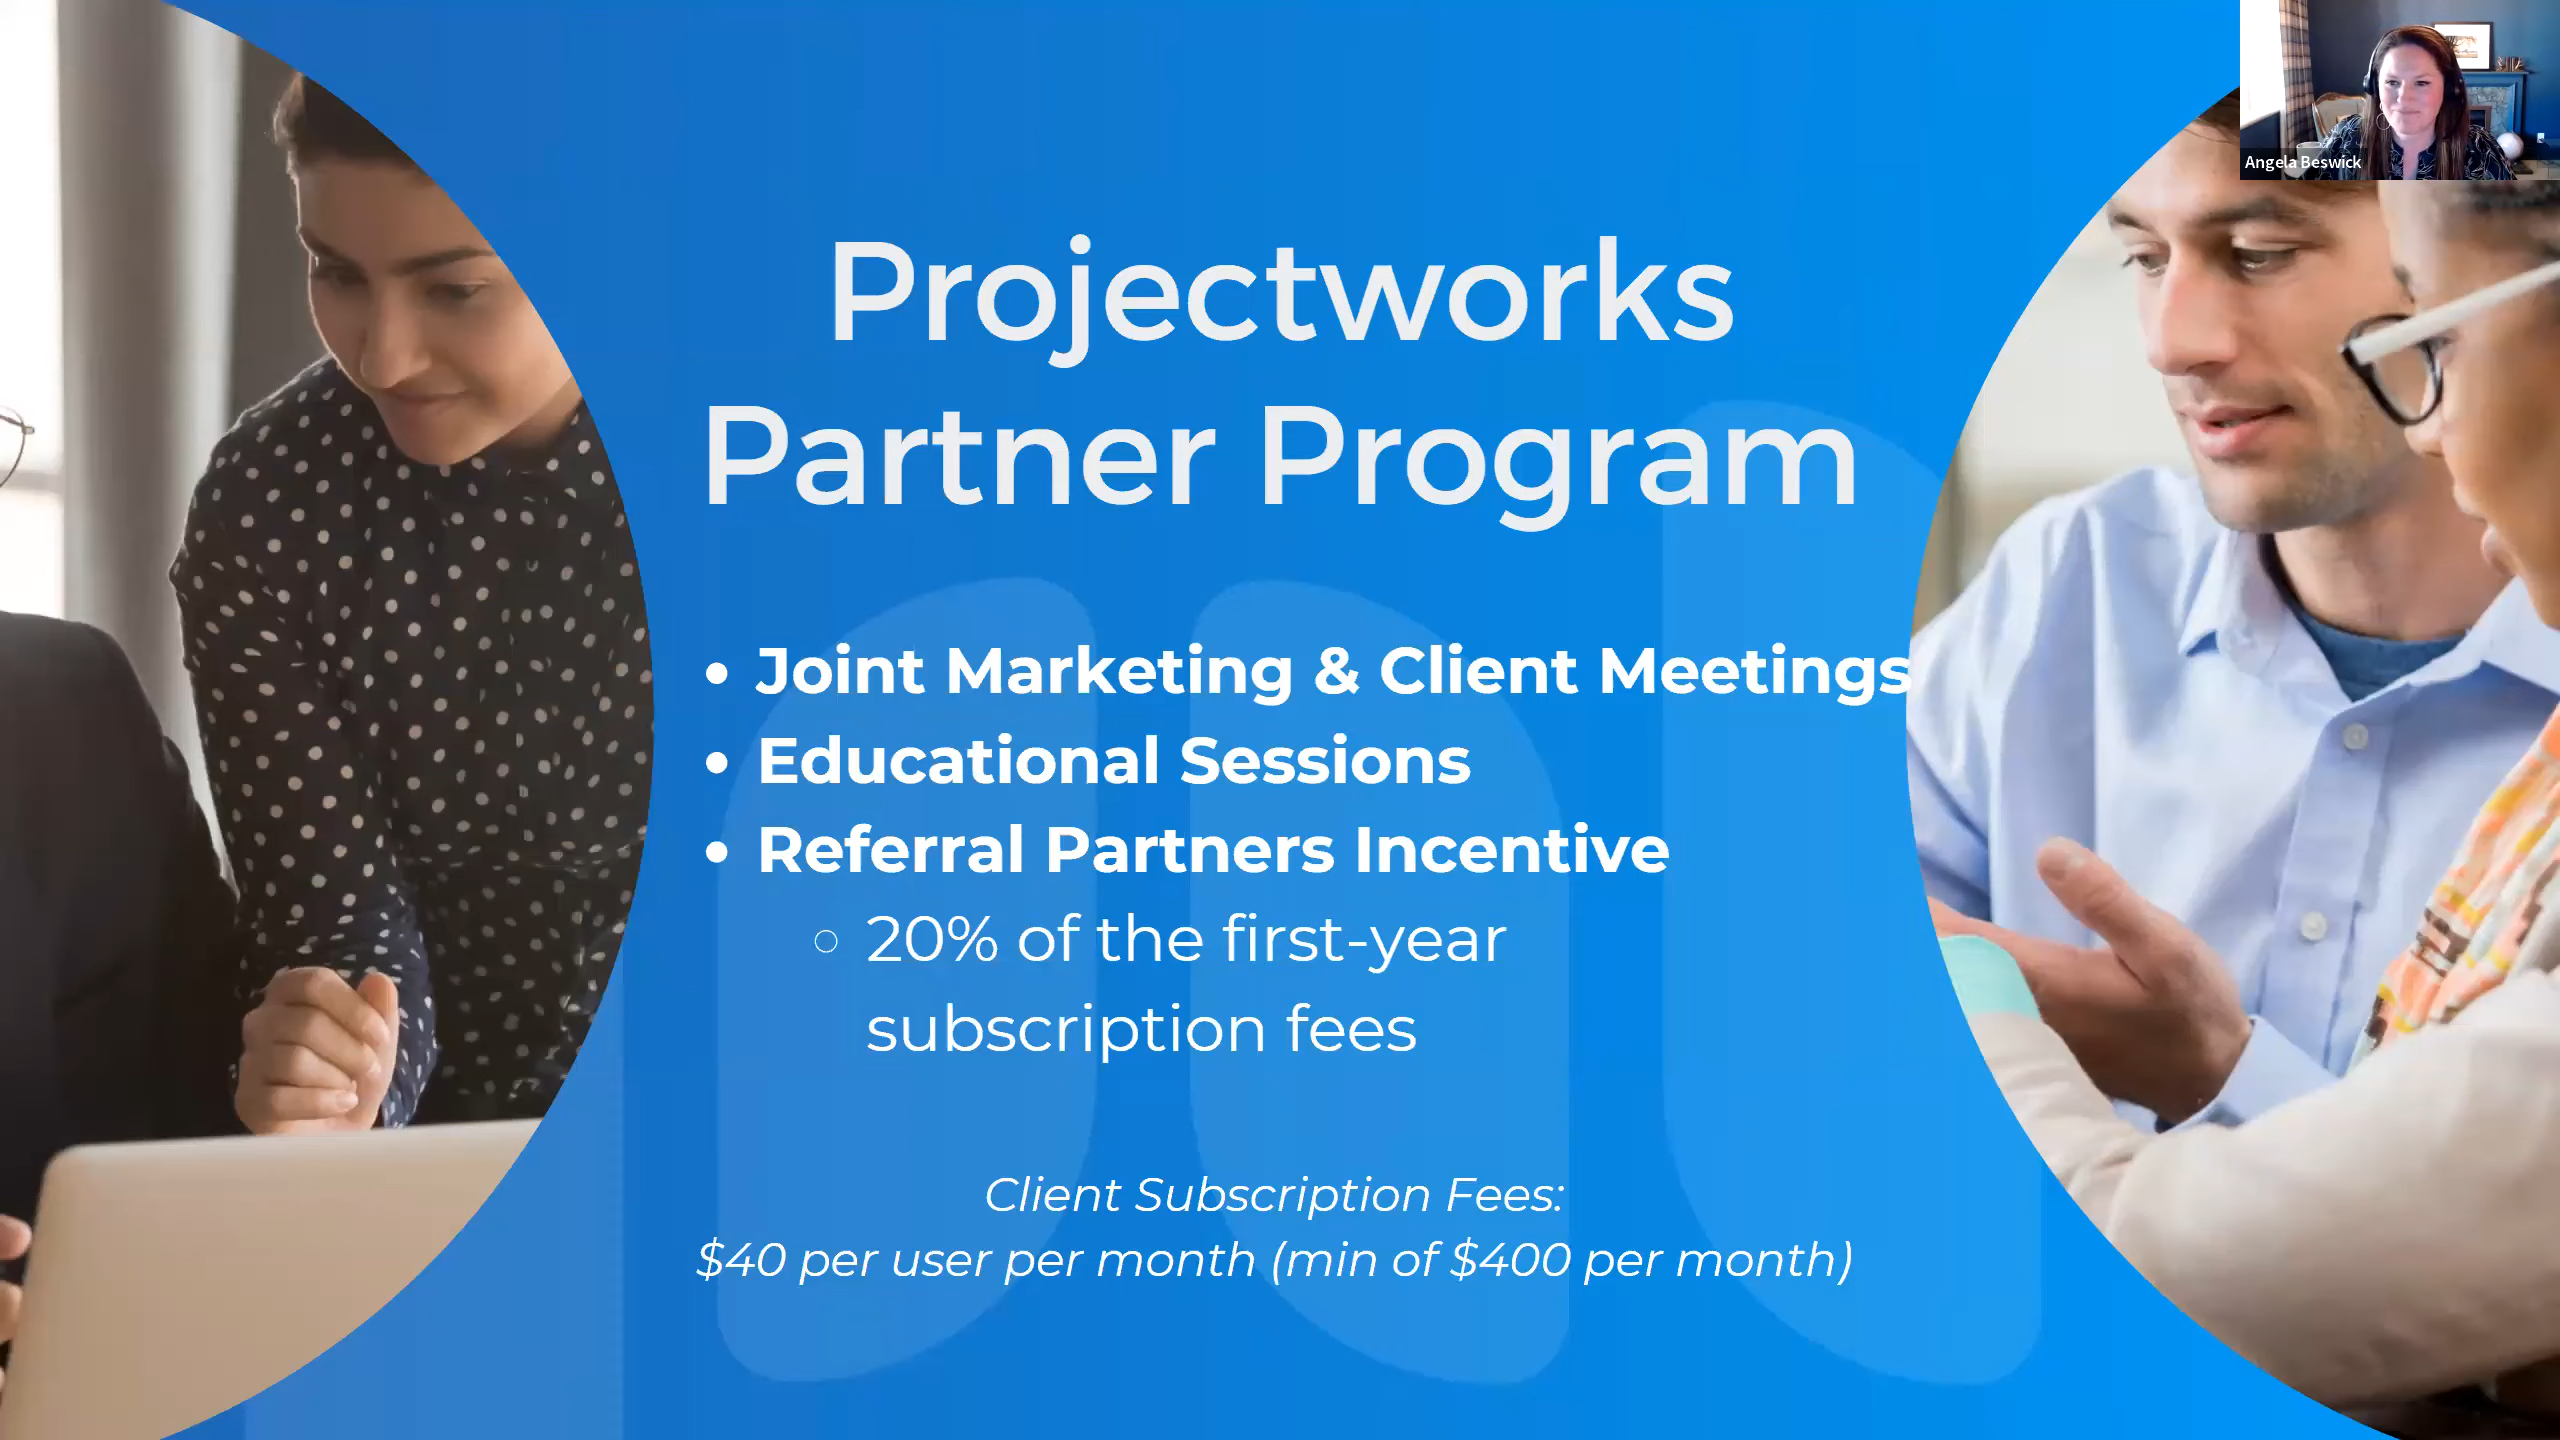 Angela Beswick
Projectworks
Partner Program
• Joint Marketing & Client Meetings
• Educational Sessions
• Referral Partners Incentive
○ 20% of the first-year
subscription fees
Client Subscription Fees:
$40 per user per month (min of $400 per month)